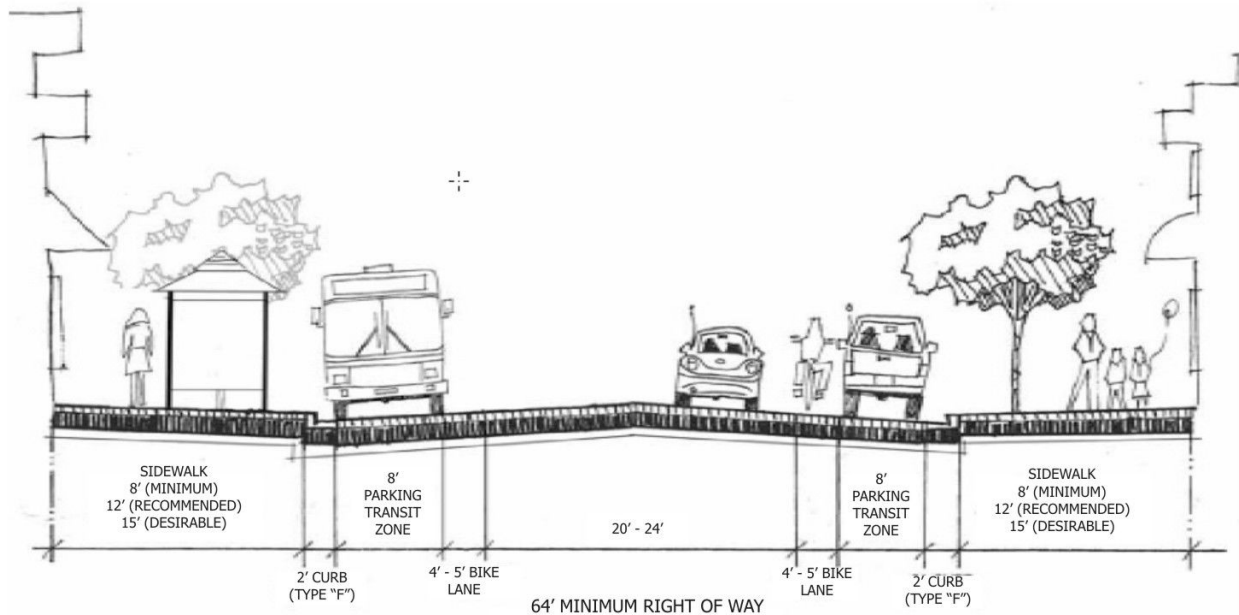 SIDEWALK
8' (MINIMUM)
12' (RECOMMENDED)
15' (DESIRABLE)
2' CURB
(TYPE "F")
8'
PARKING
TRANSIT
ZONE
4' - 5' BIKE
LANE
20' - 24'
4' - 5' BIKE
LANE
8'
PARKING
TRANSIT
ZONE
2' CURB
(TYPE "F")
SIDEWALK
8' (MINIMUM)
12' (RECOMMENDED)
15' (DESIRABLE)
64' MINIMUM RIGHT OF WAY